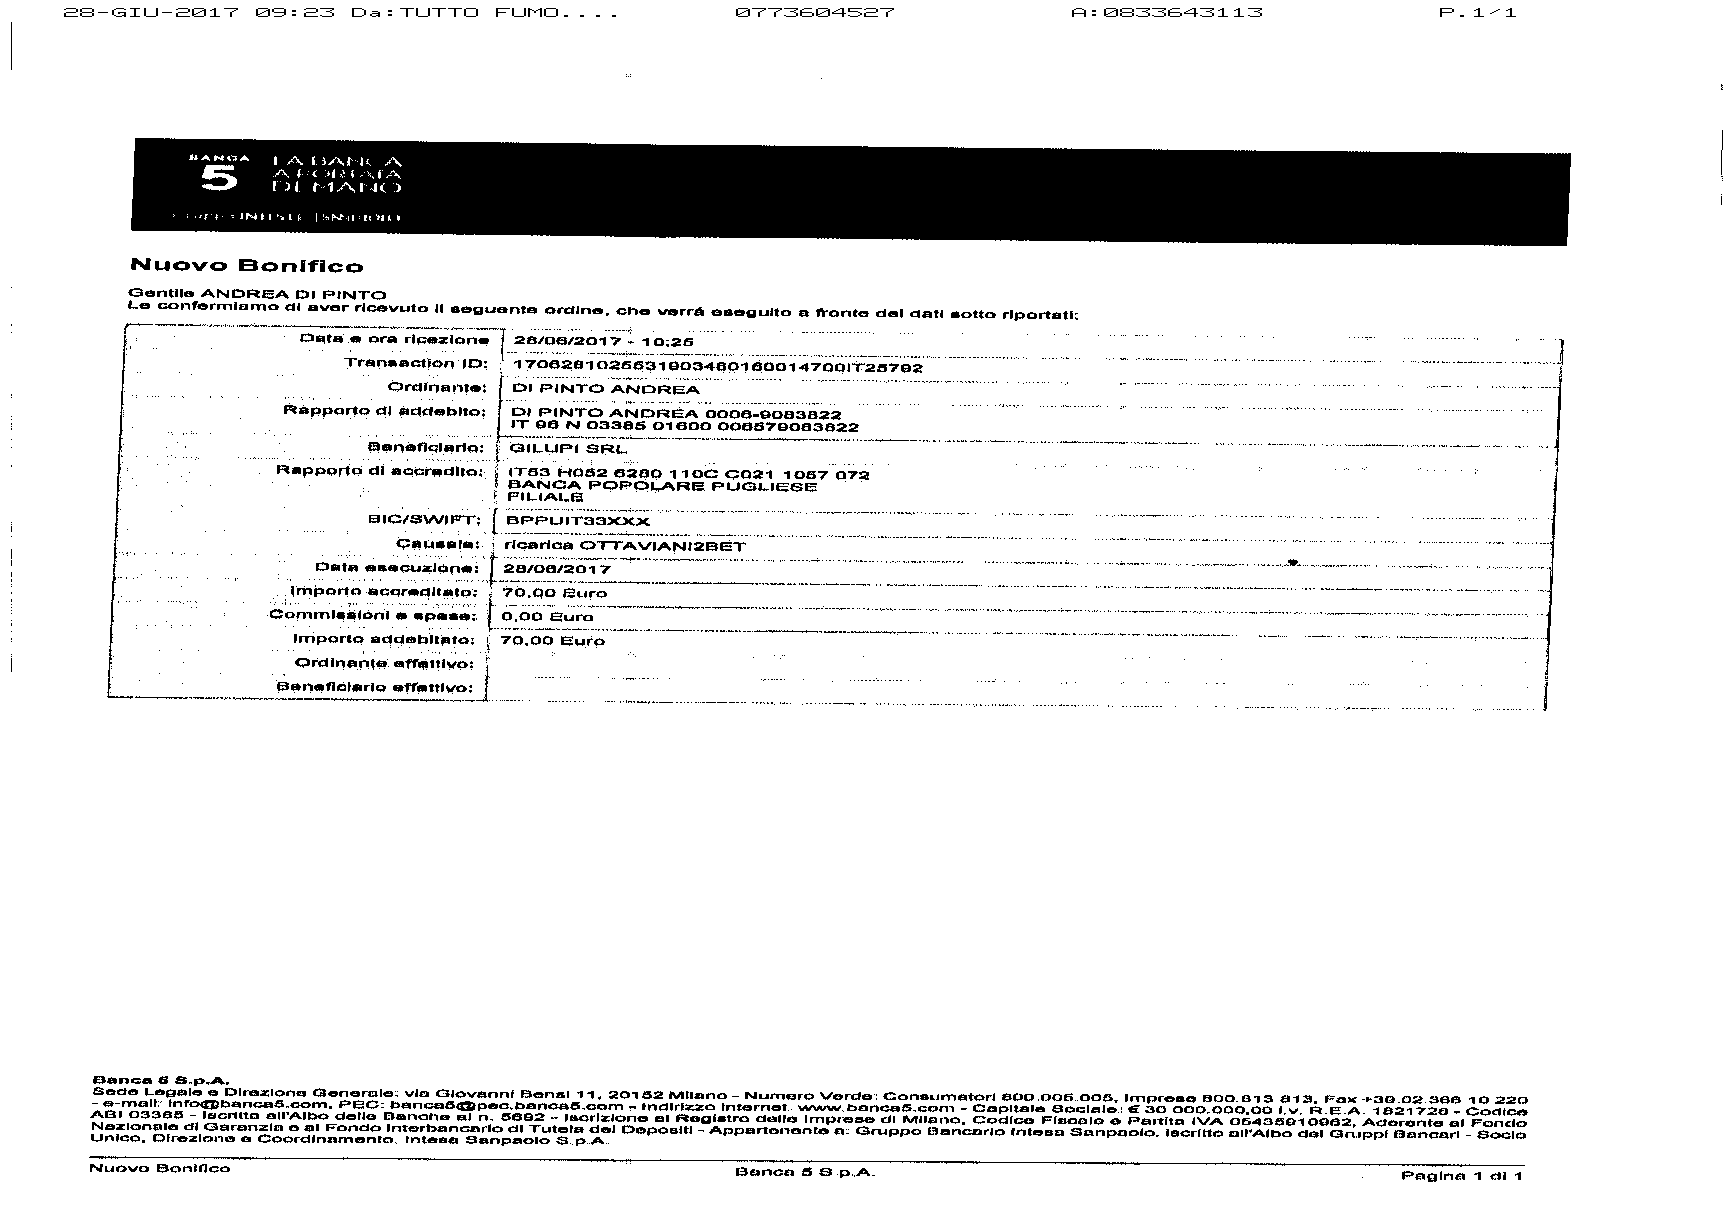 28-GIU-2017 09:23 Da:TUTTO FUMO.... 0773604527 A:0833643113 P.1/1
BANCA 5 LA BANCA
A PORTATA
DI MANO
Nuovo Bonifico
Gentile ANDREA DI PINTO
Le confermiamo di aver ricevuto il seguente ordine, che verrá eseguito a fronte dei dati sotto riportati:
Data e ora ricezione 28/06/2017 - 10:25
Transaction ID: 1706281025631903480160014700IT25792
Ordinante: DI PINTO ANDREA
Rapporto di addebito: DI PINTO ANDREA 0006-9083822
IT 96 N 03385 01600 006579083822
Beneficiario: GILUPI SRL
Rapporto di accredito: IT53 H052 6280 110C C021 1057 072
BANCA POPOLARE PUGLIESE
FILIALE
BIC/SWIFT: BPPUIT33XXX
Causale: ricarica OTTAVIANI2BET
Data esecuzione: 28/06/2017
Importo accreditato: 70,00 Euro
Commissioni e spese: 0,00 Euro
Importo addebitato: 70,00 Euro
Ordinante effettivo:
Beneficiario effettivo:
Banca 5 S.p.A.
Sede Legale e Direzione Generale: via Giovanni Bensi 11, 20152 Milano - Numero Verde: Consumatori 800.005.005, Imprese 800.813 813, Fax +39.02.366 10 220
- e-mail: info@banca5.com, PEC: banca5@pec.banca5.com - Indirizzo Internet: www.banca5.com - Capitale Sociale: € 30 000.000,00 i.v. R.E.A. 1821728 - Codice
ABI 03385 - Iscritta all'Albo delle Banche al n. 5692 - Iscrizione al Registro delle Imprese di Milano, Codice Fiscale e Partita IVA 05435910962, Aderente al Fondo
Nazionale di Garanzia e al Fondo Interbancario di Tutela dei Depositi - Appartenente a: Gruppo Bancario Intesa Sanpaolo, iscritto all'Albo dei Gruppi Bancari - Socio
Unico, Direzione e Coordinamento, Intesa Sanpaolo S.p.A.
Nuovo Bonifico Banca 5 S.p.A. Pagina 1 di 1